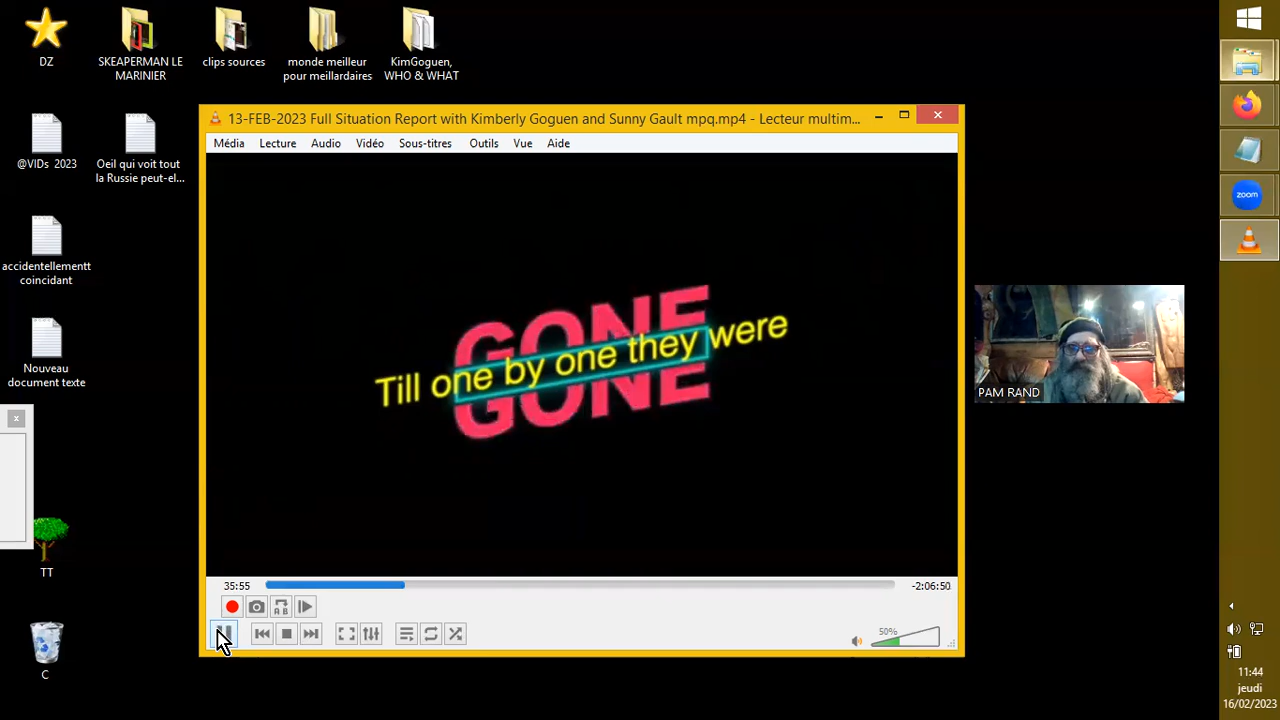 DZ
SKEAPERMAN LE
MARINIER
clips sources
monde meilleur
pour meillardaires
KimGoguen,
WHO & WHAT
@VIDs 2023
Oeil qui voit tout
la Russie peut-el...
accidentellementt
coincidant
Nouveau
document texte
TT
C
13-FEB-2023 Full Situation Report with Kimberly Goguen and Sunny Gault mpq.mp4 - Lecteur multim...
Média Lecture Audio Vidéo Sous-titres Outils Vue Aide
GONE
Till one by one they were
GONE
35:55
-2:06:50
A B
50%
PAM RAND
zoom
11:44
jeudi
16/02/2023